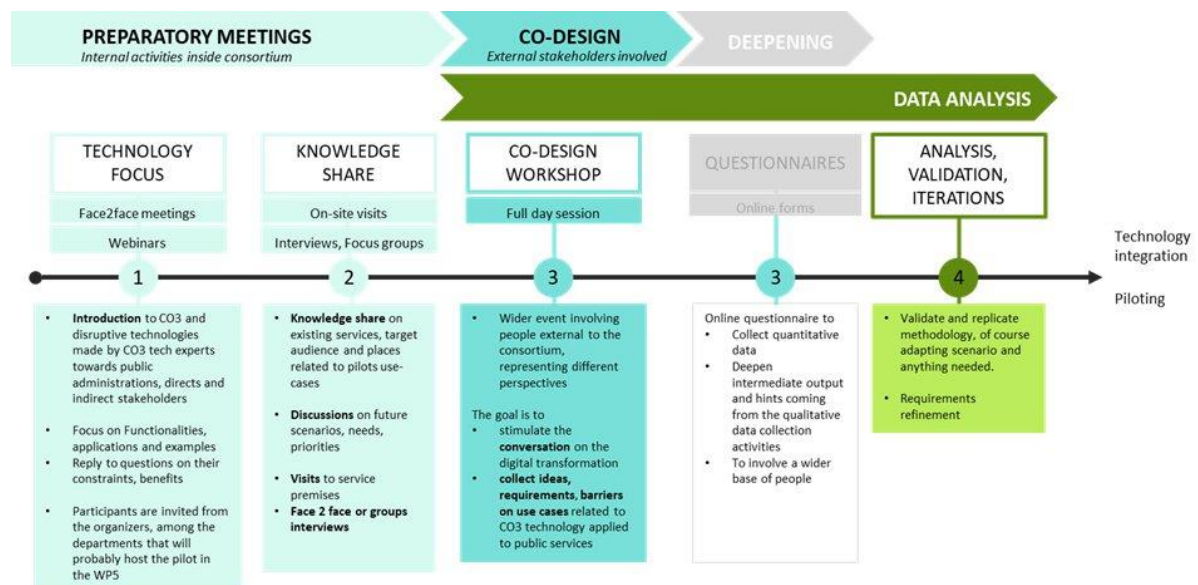 PREPARATORY MEETINGS
Internal activities inside consortium
CO-DESIGN
External stakeholders involved
DEEPENING
DATA ANALYSIS
TECHNOLOGY
FOCUS
Face2face meetings
Webinars
KNOWLEDGE
SHARE
On-site visits
Interviews, Focus groups
CO-DESIGN
WORKSHOP
Full day session
QUESTIONNAIRES
Online forms
ANALYSIS,
VALIDATION,
ITERATIONS
1
2
3
3
4
Technology
integration
Piloting
• Introduction to CO3 and
disruptive technologies
made by CO3 tech experts
towards public
administrations, directs and
indirect stakeholders
• Focus on Functionalities,
applications and examples
• Reply to questions on their
constraints, benefits
• Participants are invited from
the organizers, among the
departments that will
probably host the pilot in
the WP5
• Knowledge share on
existing services, target
audience and places
related to pilots use-
cases
• Discussions on future
scenarios, needs,
priorities
• Visits to service
premises
• Face 2 face or groups
interviews
• Wider event involving
people external to the
consortium,
representing different
perspectives
The goal is to
• stimulate the
conversation on the
digital transformation
• collect ideas,
requirements, barriers
on use cases related to
CO3 technology applied
to public services
Online questionnaire to
• Collect quantitative
data
• Deepen
intermediate output
and hints coming
from the qualitative
data collection
activities
• To involve a wider
base of people
• Validate and replicate
methodology, of course
adapting scenario and
anything needed.
• Requirements
refinement